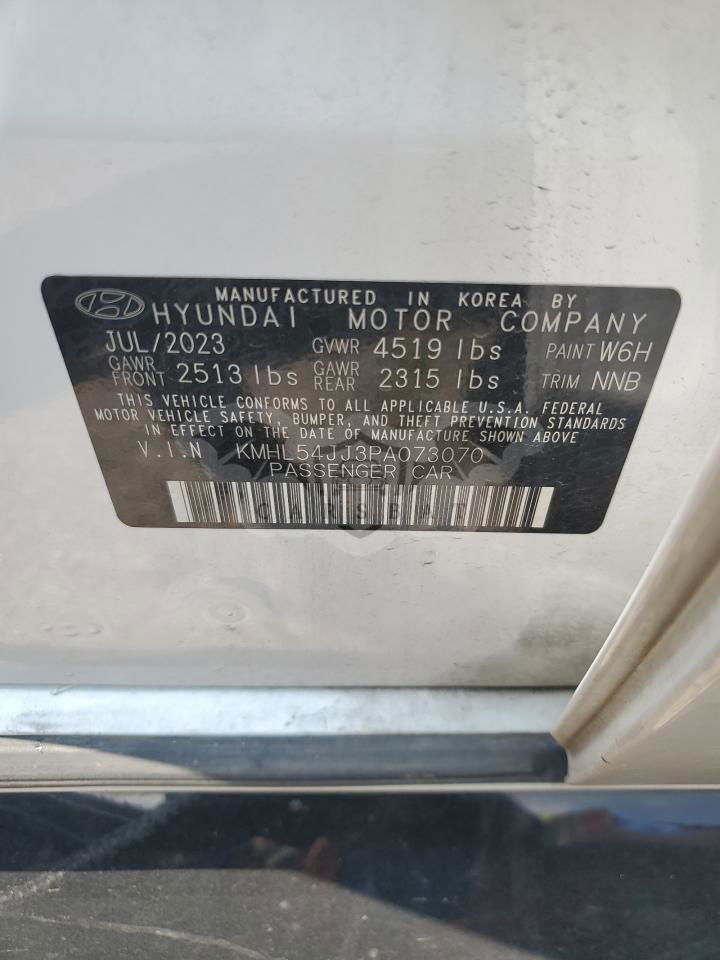 MANUFACTURED IN KOREA BY
HYUNDAI MOTOR COMPANY
JUL/2023 GVWR 4519 lbs PAINT W6H
GAWR FRONT 2513 lbs GAWR REAR 2315 lbs TRIM NNB
THIS VEHICLE CONFORMS TO ALL APPLICABLE U.S.A. FEDERAL
MOTOR VEHICLE SAFETY, BUMPER, AND THEFT PREVENTION STANDARDS
IN EFFECT ON THE DATE OF MANUFACTURE SHOWN ABOVE
V.I.N KMHL54JJ3PA073070
PASSENGER CAR
CARSBAT